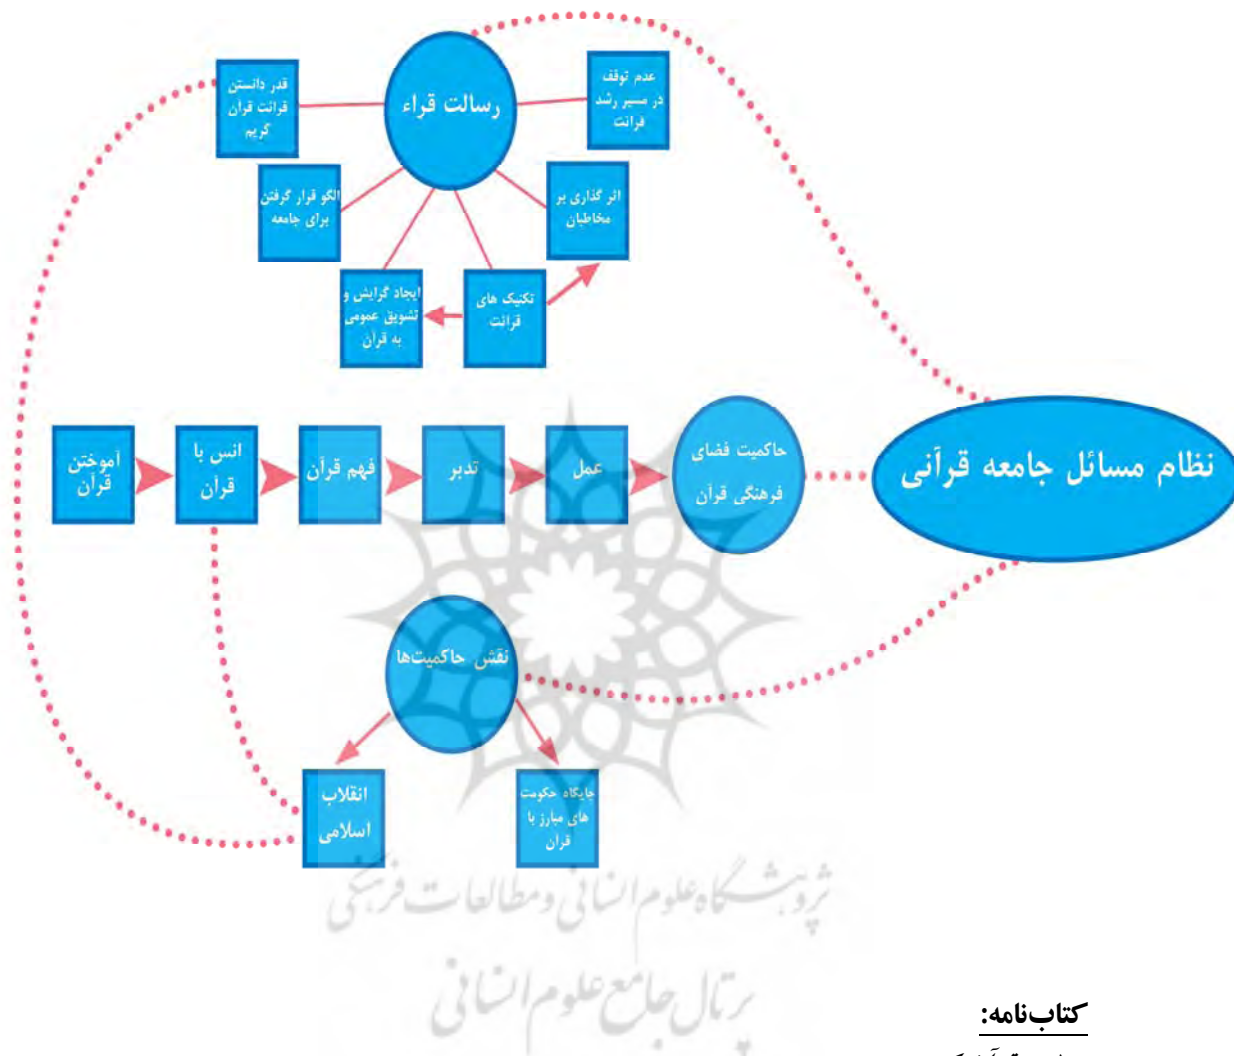 رسالت قراء
عدم توقف
در مسیر رشد
قرائت
اثر گذاری بر
مخاطبان
تکنیک های
قرائت
ایجاد گرایش و
تشویق عمومی
به قرآن
الگو قرار گرفتن
برای جامعه
قدر دانستن
قرائت قرآن
کریم
نظام مسائل جامعه قرآنی
حاکمیت فضای
فرهنگی قرآن
عمل
تدبر
فهم قرآن
انس با
قرآن
آموختن
قرآن
نقش حاکمیت‌ها
جایگاه حکومت
های مبارز با
قرآن
انقلاب
اسلامی
پژوهشگاه علوم انسانی و مطالعات فرهنگی
پرتال جامع علوم انسانی
کتاب‌نامه: